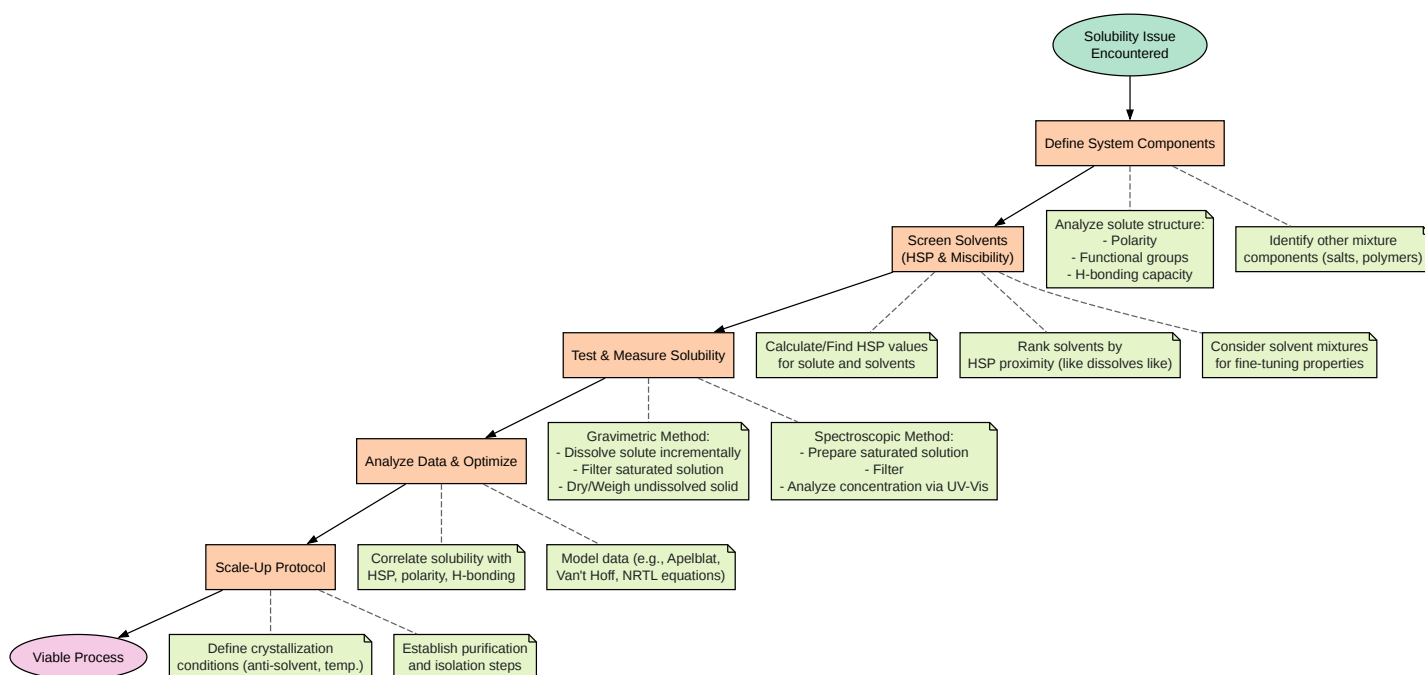 Solubility Issue
Encountered
Define System Components
Analyze solute structure:
- Polarity
- Functional groups
- H-bonding capacity
Identify other mixture
components (salts, polymers)
Screen Solvents
(HSP & Miscibility)
Calculate/Find HSP values
for solute and solvents
Rank solvents by
HSP proximity (like dissolves like)
Consider solvent mixtures
for fine-tuning properties
Test & Measure Solubility
Gravimetric Method:
- Dissolve solute incrementally
- Filter saturated solution
- Dry/Weigh undissolved solid
Spectroscopic Method:
- Prepare saturated solution
- Filter
- Analyze concentration via UV-Vis
Analyze Data & Optimize
Correlate solubility with
HSP, polarity, H-bonding
Model data (e.g., Apelblat,
Van't Hoff, NRTL equations)
Scale-Up Protocol
Define crystallization
conditions (anti-solvent, temp.)
Establish purification
and isolation steps
Viable Process